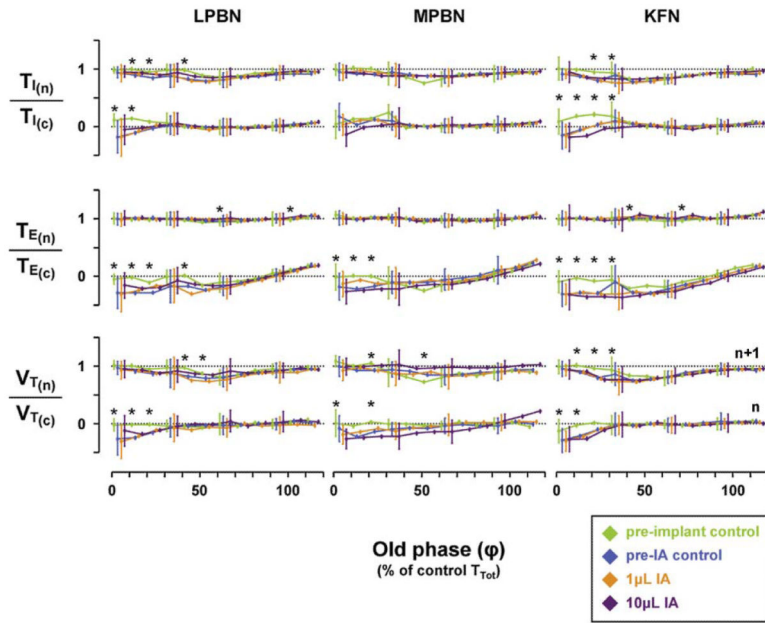 LPBN MPBN KFN
* * * * *
T_I(n) 1
T_I(c) 0
* * * * * *
* * * *
T_E(n) 1
T_E(c) 0
* * * * * * * * * * *
* * * * * * *
V_T(n) 1 n+1
V_T(c) 0 n
* * * * * * *
0 50 100 0 50 100 0 50 100
Old phase (φ)
(% of control T_Tot)
pre-implant control
pre-IA control
1µL IA
10µL IA